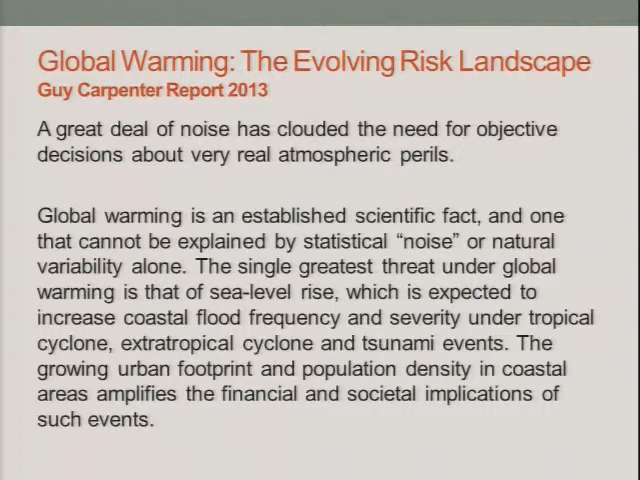 Global Warming: The Evolving Risk Landscape
Guy Carpenter Report 2013
A great deal of noise has clouded the need for objective
decisions about very real atmospheric perils.
Global warming is an established scientific fact, and one
that cannot be explained by statistical “noise” or natural
variability alone. The single greatest threat under global
warming is that of sea-level rise, which is expected to
increase coastal flood frequency and severity under tropical
cyclone, extratropical cyclone and tsunami events. The
growing urban footprint and population density in coastal
areas amplifies the financial and societal implications of
such events.